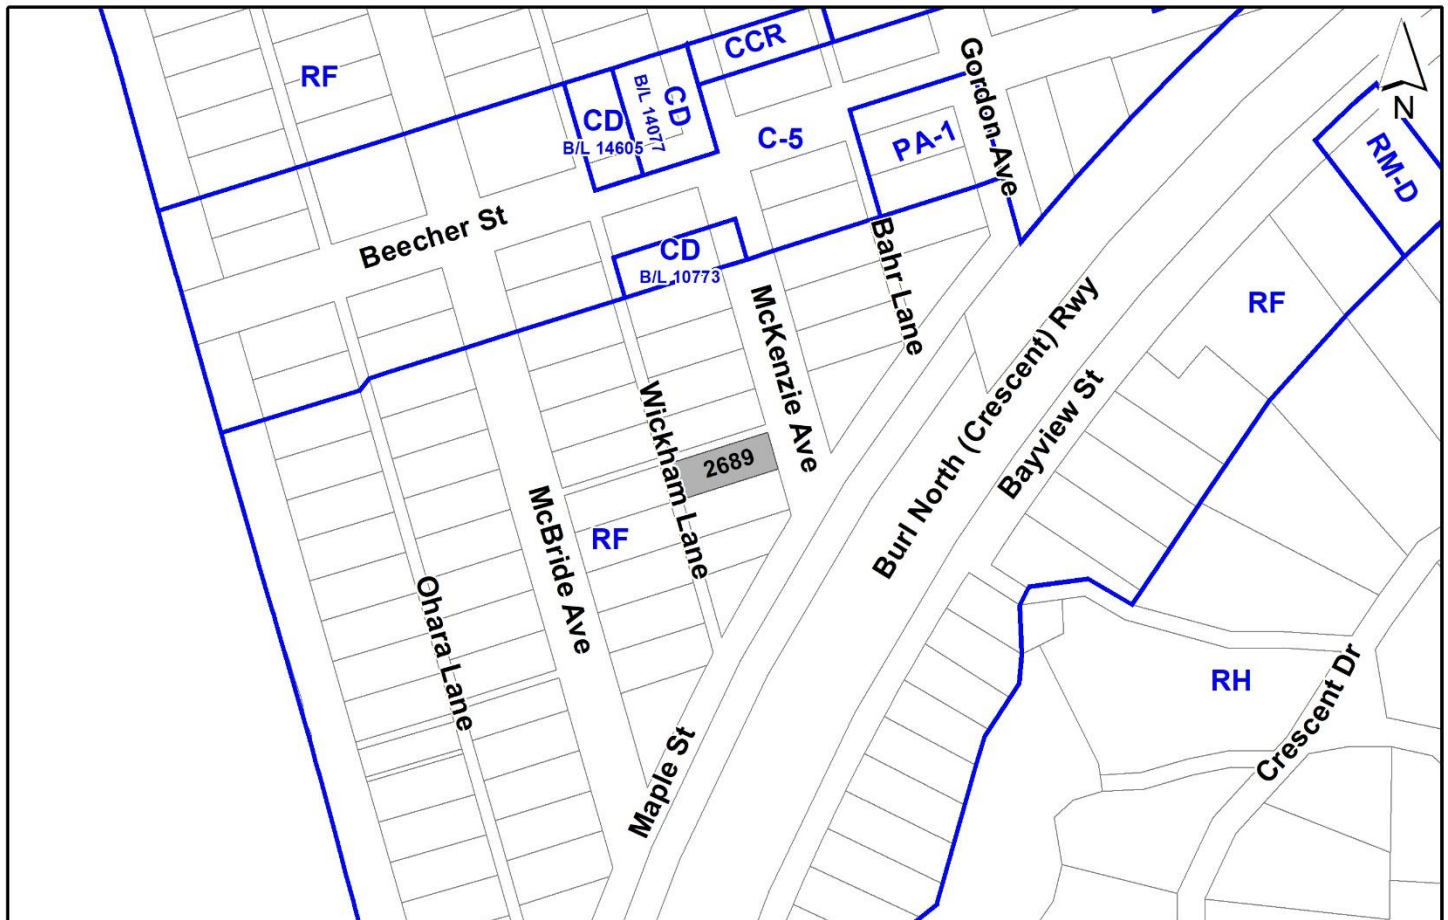 CCR
Gordon Ave
RF
CD
B/L 14077
CD
B/L 14605
C-5
PA-1
N
RM-D
Beecher St
CD
B/L 10773
Bahr Lane
McKenzie Ave
RF
Burl North (Crescent) Rwy
Bayview St
Wickham Lane
2689
McBride Ave
RF
Ohara Lane
RH
Crescent Dr
Maple St